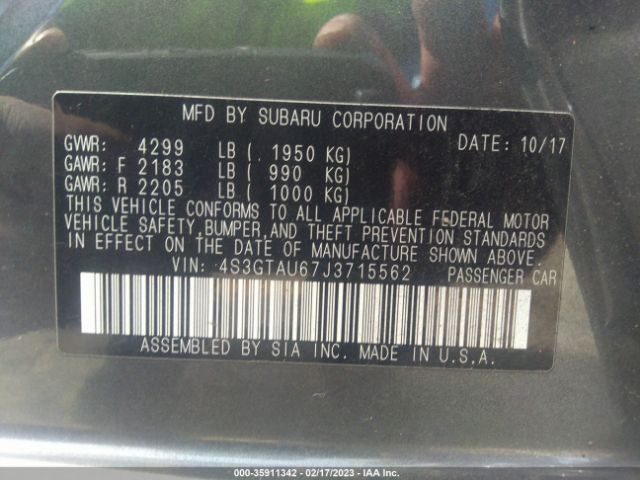 MFD BY SUBARU CORPORATION
GVWR: 4299 LB ( . 1950 KG) DATE: 10/17
GAWR: F 2183 LB ( 990 KG)
GAWR: R 2205 LB ( 1000 KG)
THIS VEHICLE CONFORMS TO ALL APPLICABLE FEDERAL MOTOR
VEHICLE SAFETY, BUMPER, AND THEFT PREVENTION STANDARDS
IN EFFECT ON THE DATE OF MANUFACTURE SHOWN ABOVE.
VIN: 4S3GTAU67J3715562 PASSENGER CAR
ASSEMBLED BY SIA INC. MADE IN U.S.A.
000-35911342 - 02/17/2023 - IAA Inc.